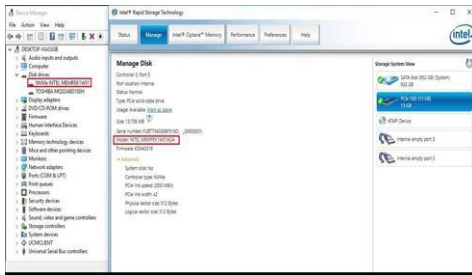 Device Manager
File Action View Help
DESKTOP-VIA5SGB
Audio inputs and outputs
Computer
Disk drives
NVMe INTEL MEMPEK1W01
TOSHIBA MQ02ABD100H
Display adapters
DVD/CD-ROM drives
Firmware
Human Interface Devices
Keyboards
Memory technology devices
Mice and other pointing devices
Monitors
Network adapters
Ports (COM & LPT)
Print queues
Processors
Security devices
Software devices
Sound, video and game controllers
Storage controllers
System devices
UCMCLIENT
Universal Serial Bus controllers
Intel® Rapid Storage Technology
Status
Manage
Intel® Optane™ Memory
Performance
Preferences
Help
intel
Manage Disk
Controller 0, Port 0
Port location: Internal
Status: Normal
Type: PCIe solid-state drive
Usage: Available Mark as spare
Size: 13,736 MB
Model: INTEL MEMPEK1W016GA
Firmware: K3040018
Advanced
System disk: No
Controller type: NVMe
PCIe link speed: 2000 MB/s
PCIe link width: x2
Physical sector size: 512 Bytes
Logical sector size: 512 Bytes
Storage System View
SATA disk (932 GB) (System)
932 GB
PCIe SSD (13 GB)
13 GB
ATAPI Device
Internal empty port 2
Internal empty port 3